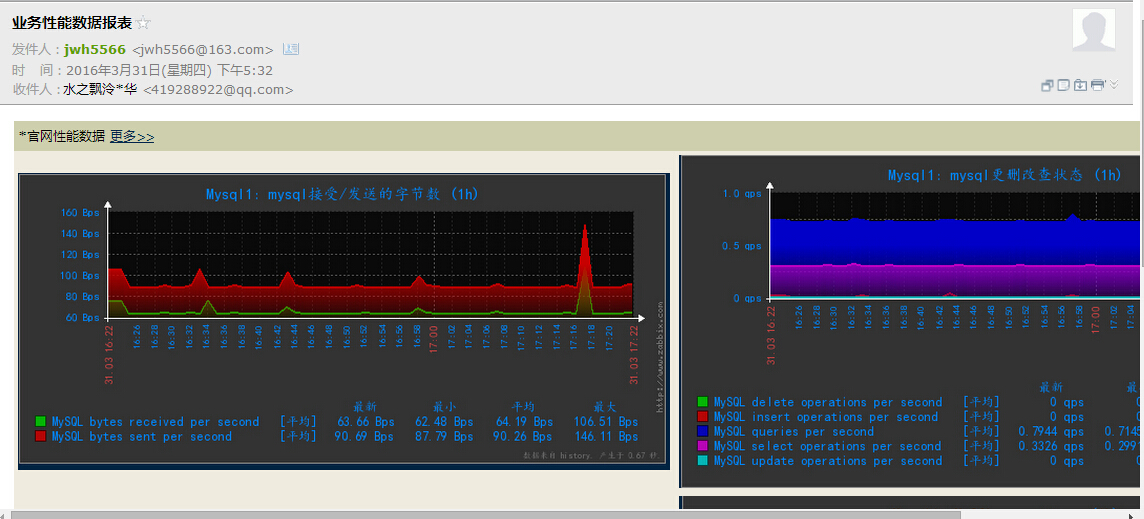 业务性能数据报表
发件人：jwh5566 <jwh5566@163.com>
时 间：2016年3月31日(星期四) 下午5:32
收件人：水之飘泠*华 <419288922@qq.com>
*官网性能数据 更多>>
Mysql1: mysql接受/发送的字节数 (1h)
160 Bps
140 Bps
120 Bps
100 Bps
80 Bps
60 Bps
31.03 16:22
16:26
16:28
16:30
16:32
16:34
16:36
16:38
16:40
16:42
16:44
16:46
16:48
16:50
16:52
16:54
16:56
16:58
17:00
17:02
17:04
17:06
17:08
17:10
17:12
17:14
17:16
17:18
17:20
31.03 17:22
http://www.zabbix.com
最新 最小 平均 最大
MySQL bytes received per second [平均] 63.66 Bps 62.48 Bps 64.19 Bps 106.51 Bps
MySQL bytes sent per second [平均] 90.69 Bps 87.79 Bps 90.26 Bps 146.11 Bps
数据来自 history. 产生于 0.67 秒.
Mysql1: mysql更删改查状态 (1h)
1.0 qps
0.5 qps
0 qps
31.03 16:22
16:26
16:28
16:30
16:32
16:34
16:36
16:38
16:40
16:42
16:44
16:46
16:48
16:50
16:52
16:54
16:56
16:58
17:00
17:02
17:04
最新 最
MySQL delete operations per second [平均] 0 qps 0
MySQL insert operations per second [平均] 0 qps 0
MySQL queries per second [平均] 0.7944 qps 0.7145
MySQL select operations per second [平均] 0.3326 qps 0.299
MySQL update operations per second [平均] 0 qps 0